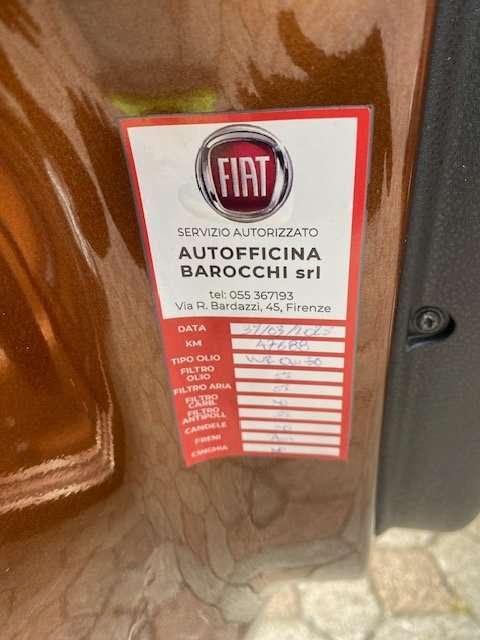 FIAT
SERVIZIO AUTORIZZATO
AUTOFFICINA
BAROCCHI srl
tel: 055 367193
Via R. Bardazzi, 45, Firenze
DATA
KM 47688
TIPO OLIO
FILTRO
OLIO
FILTRO ARIA
FILTRO
CARB.
FILTRO
ANTIPOLL
CANDELE
FRENI
CINGHIA